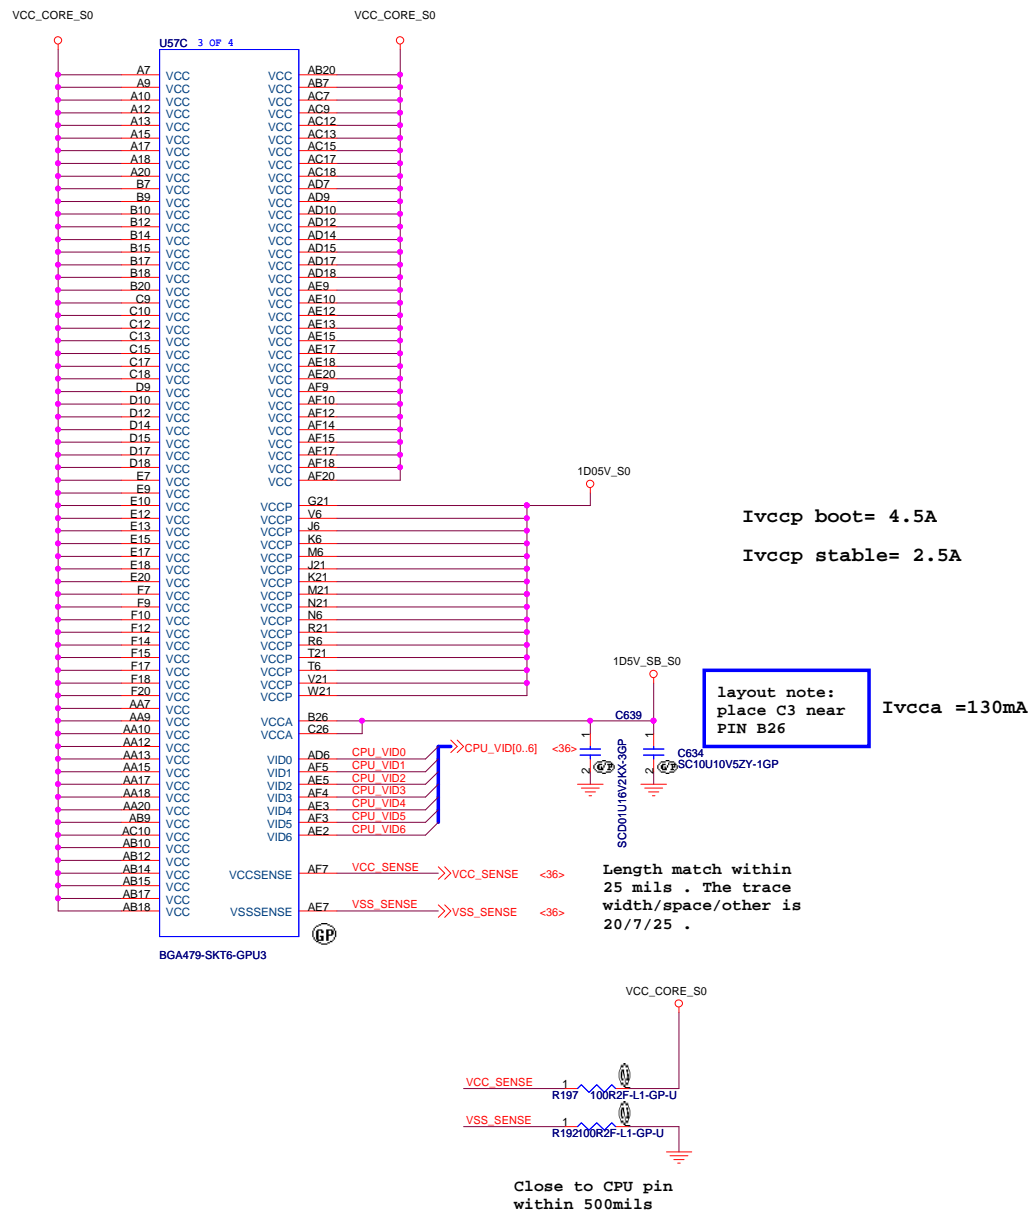 VCC_CORE_S0 VCC_CORE_S0
U57C 3 OF 4
A7 VCC VCC AB20
A9 VCC VCC AB7
A10 VCC VCC AC7
A12 VCC VCC AC9
A13 VCC VCC AC12
A15 VCC VCC AC13
A17 VCC VCC AC15
A18 VCC VCC AC17
A20 VCC VCC AC18
B7 VCC VCC AD7
B9 VCC VCC AD9
B10 VCC VCC AD10
B12 VCC VCC AD12
B14 VCC VCC AD14
B15 VCC VCC AD15
B17 VCC VCC AD17
B18 VCC VCC AD18
B20 VCC VCC AE9
C9 VCC VCC AE10
C10 VCC VCC AE12
C12 VCC VCC AE13
C13 VCC VCC AE15
C15 VCC VCC AE17
C17 VCC VCC AE18
C18 VCC VCC AE20
D9 VCC VCC AF9
D10 VCC VCC AF10
D12 VCC VCC AF12
D14 VCC VCC AF14
D15 VCC VCC AF15
D17 VCC VCC AF17
D18 VCC VCC AF18
E7 VCC VCC AF20
1D05V_S0
E9 VCC
E10 VCC VCCP G21
E12 VCC VCCP V6
E13 VCC VCCP J6
E15 VCC VCCP K6
E17 VCC VCCP M6
E18 VCC VCCP J21
E20 VCC VCCP K21
F7 VCC VCCP M21
F9 VCC VCCP N21
F10 VCC VCCP N6
F12 VCC VCCP R21
F14 VCC VCCP R6
F15 VCC VCCP T21
F17 VCC VCCP T6
F18 VCC VCCP V21
F20 VCC VCCP W21
Ivccp boot= 4.5A
Ivccp stable= 2.5A
1D5V_SB_S0
AA7 VCC
AA9 VCC VCCA B26
AA10 VCC VCCA C26
AA12 VCC
AA13 VCC VID0 AD6 CPU_VID0
AA15 VCC VID1 AF5 CPU_VID1
AA17 VCC VID2 AE5 CPU_VID2
AA18 VCC VID3 AF4 CPU_VID3
AA20 VCC VID4 AE3 CPU_VID4
AB9 VCC VID5 AF3 CPU_VID5
AC10 VCC VID6 AE2 CPU_VID6
AB10 VCC
AB12 VCC
AB14 VCC VCCSENSE AF7 VCC_SENSE VCC_SENSE <36>
AB15 VCC
AB17 VCC
AB18 VCC VSSSENSE AE7 VSS_SENSE VSS_SENSE <36>
CPU_VID[0..6] <36>
C639
1
2
GP
SCD01U16V2KX-3GP
1
2
GP
C634
SC10U10V5ZY-1GP
layout note:
place C3 near
PIN B26
Ivcca =130mA
Length match within
25 mils . The trace
width/space/other is
20/7/25 .
GP
BGA479-SKT6-GPU3
VCC_CORE_S0
VCC_SENSE 1 2
R197 100R2F-L1-GP-U
VSS_SENSE 1 2
R192 100R2F-L1-GP-U
Close to CPU pin
within 500mils